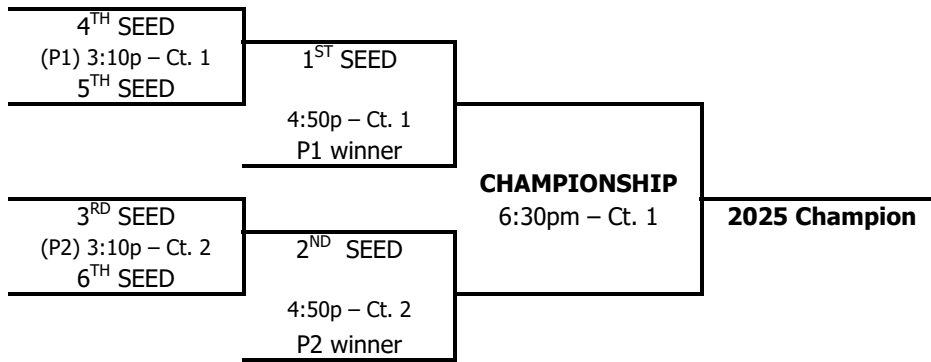 4TH SEED
(P1) 3:10p – Ct. 1
5TH SEED
1ST SEED
4:50p – Ct. 1
P1 winner
3RD SEED
(P2) 3:10p – Ct. 2
6TH SEED
2ND SEED
4:50p – Ct. 2
P2 winner
CHAMPIONSHIP
6:30pm – Ct. 1
2025 Champion